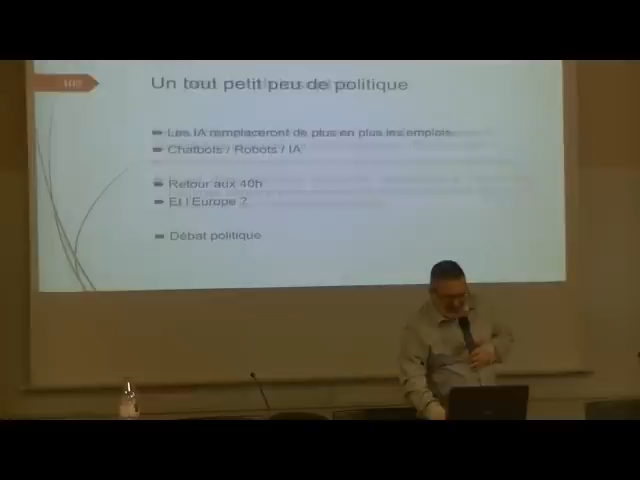 Un tout petit peu de politique
Les IA remplaceront de plus en plus les emplois
Chatbots / Robots / IA
Retour aux 40h
Et l'Europe ?
Débat politique